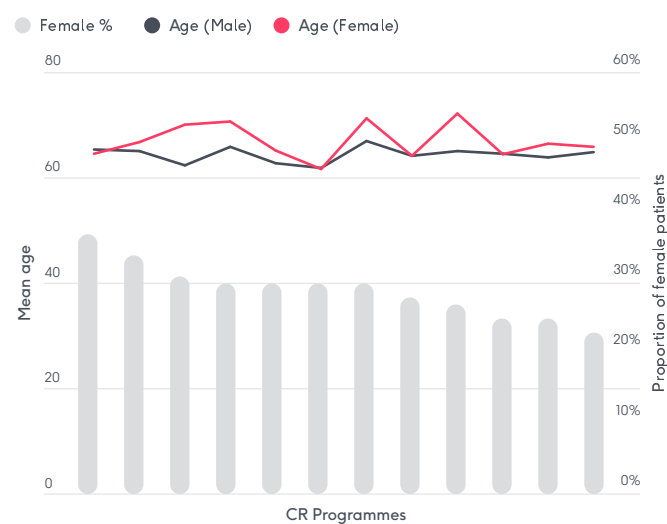 Female % Age (Male) Age (Female)
80 60%
50%
60
40%
Mean age
Proportion of female patients
40 30%
20%
20
10%
0 0%
CR Programmes